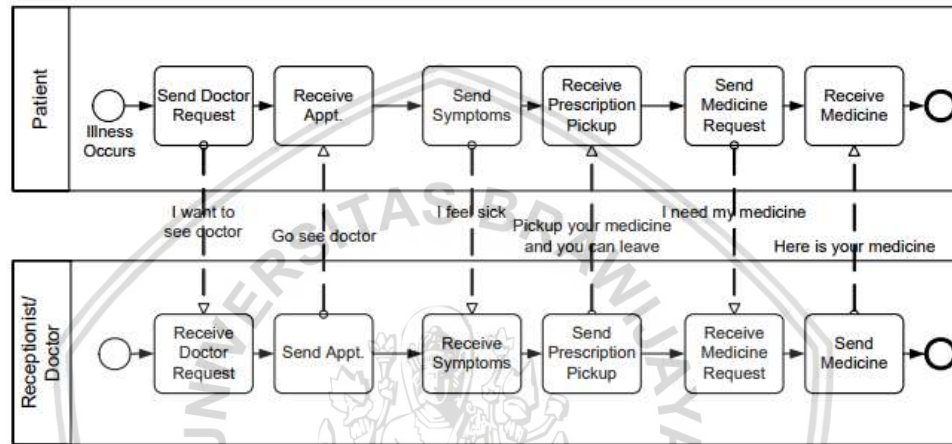 Patient
Illness
Occurs
Send Doctor
Request
Receive
Appt.
Send
Symptoms
Receive
Prescription
Pickup
Send
Medicine
Request
Receive
Medicine
I want to
see doctor
Go see doctor
I feel sick
Pickup your medicine
and you can leave
I need my medicine
Here is your medicine
Receptionist/
Doctor
Receive
Doctor
Request
Send Appt.
Receive
Symptoms
Send
Prescription
Pickup
Receive
Medicine
Request
Send
Medicine
UNIVERSITAS BRAWIJAYA